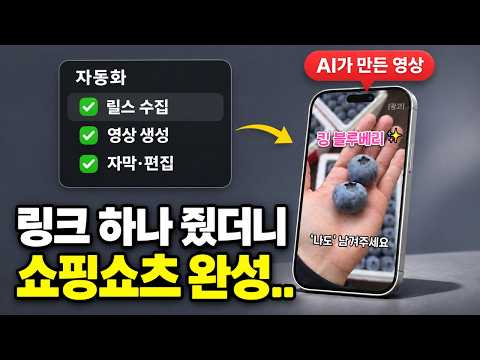 자동화
✅ 릴스 수집
✅ 영상 생성
✅ 자막·편집
AI가 만든 영상
[광고]
킹 블루베리 ✨
'나도' 남겨주세요
링크 하나 줬더니
쇼핑쇼츠 완성..